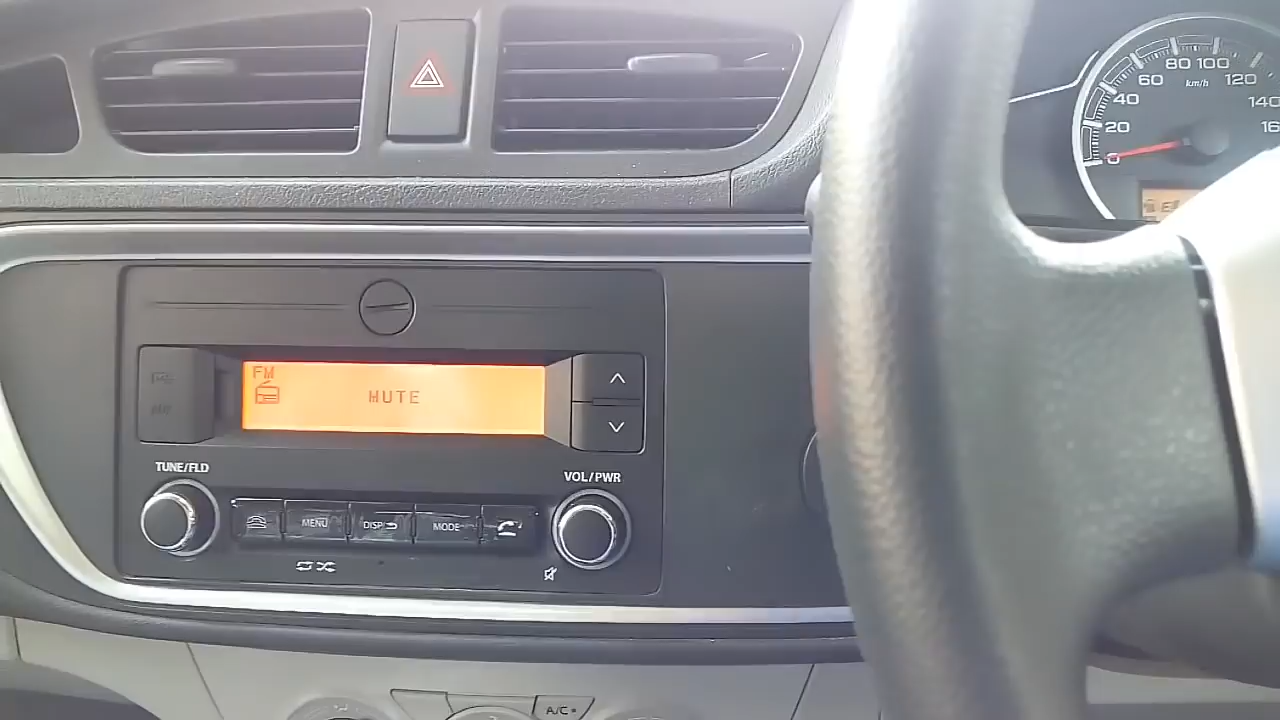 80 100
60 km/h 120
40 140
20
0
FM
MUTE
TUNE/FLD
VOL/PWR
MENU
DISP
MODE
A/C